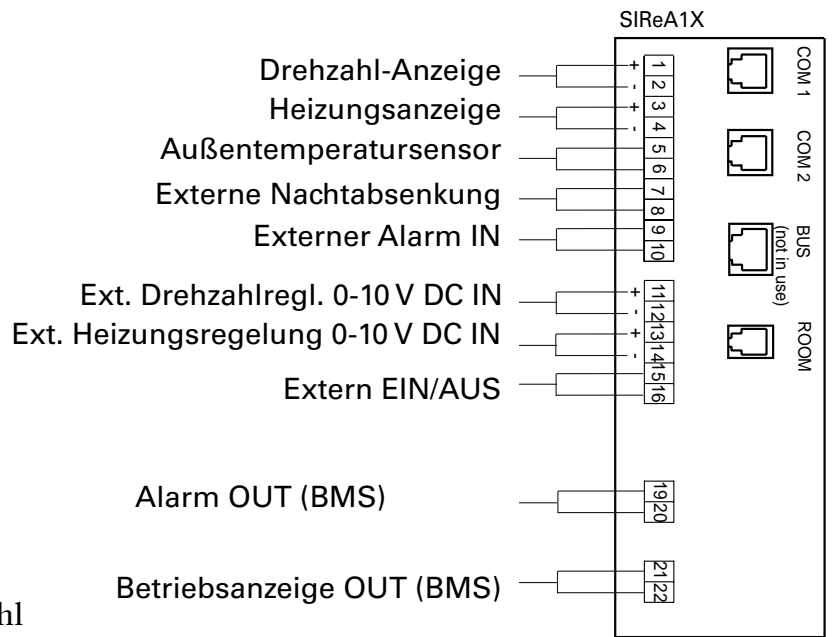 SIReA1X
Drehzahl-Anzeige
+ 1
- 2
Heizungsanzeige
+ 3
- 4
Außentemperatursensor
5
6
Externe Nachtabsenkung
7
8
Externer Alarm IN
9
10
Ext. Drehzahlregl. 0-10 V DC IN
+ 11
- 12
Ext. Heizungsregelung 0-10 V DC IN
+ 13
- 14
Extern EIN/AUS
15
16
Alarm OUT (BMS)
19
20
Betriebsanzeige OUT (BMS)
21
22
COM 1
COM 2
BUS
(not in use)
ROOM
hl